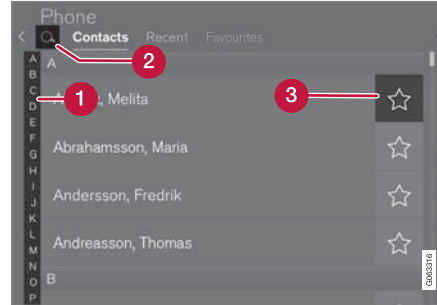 Phone
Contacts Recent Favourites
2
A
A
B
C
D
E
F
G
H
I
J
K
L
M
N
O
P
1
, Melita
3
Abrahamsson, Maria
Andersson, Fredrik
Andreasson, Thomas
B
G063316